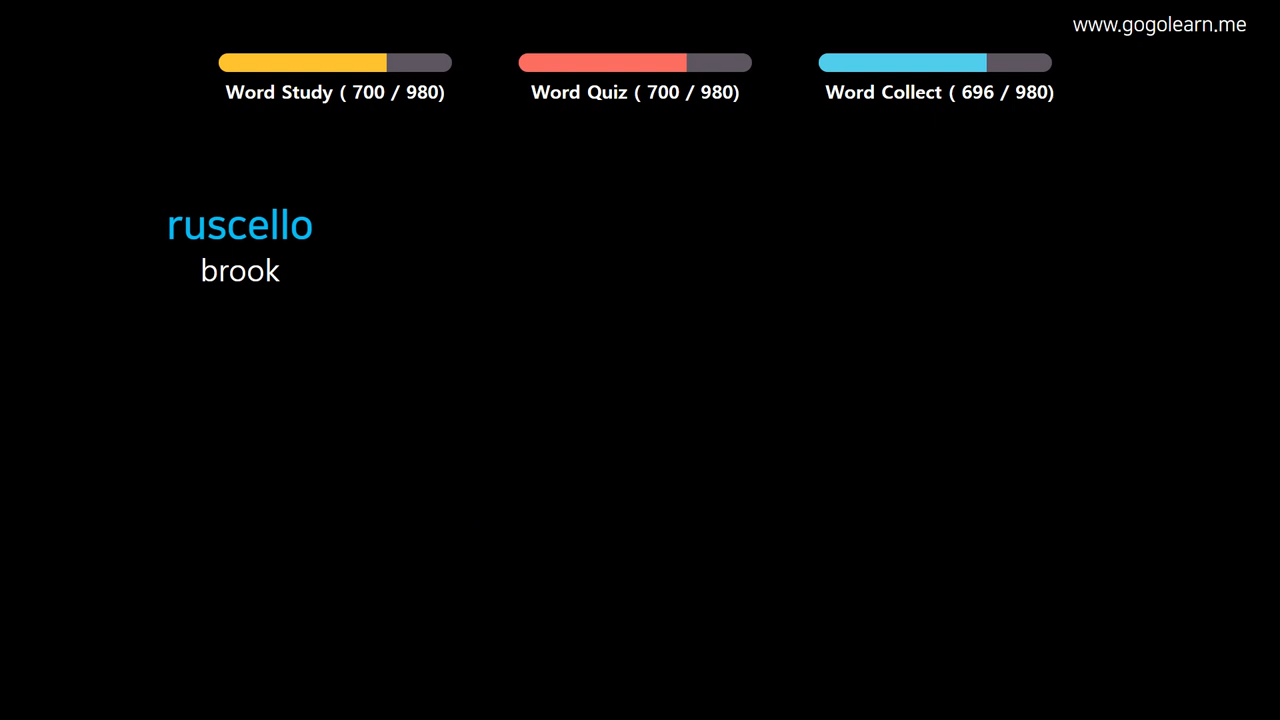 www.gogolearn.me
Word Study ( 700 / 980)
Word Quiz ( 700 / 980)
Word Collect ( 696 / 980)
ruscello
brook